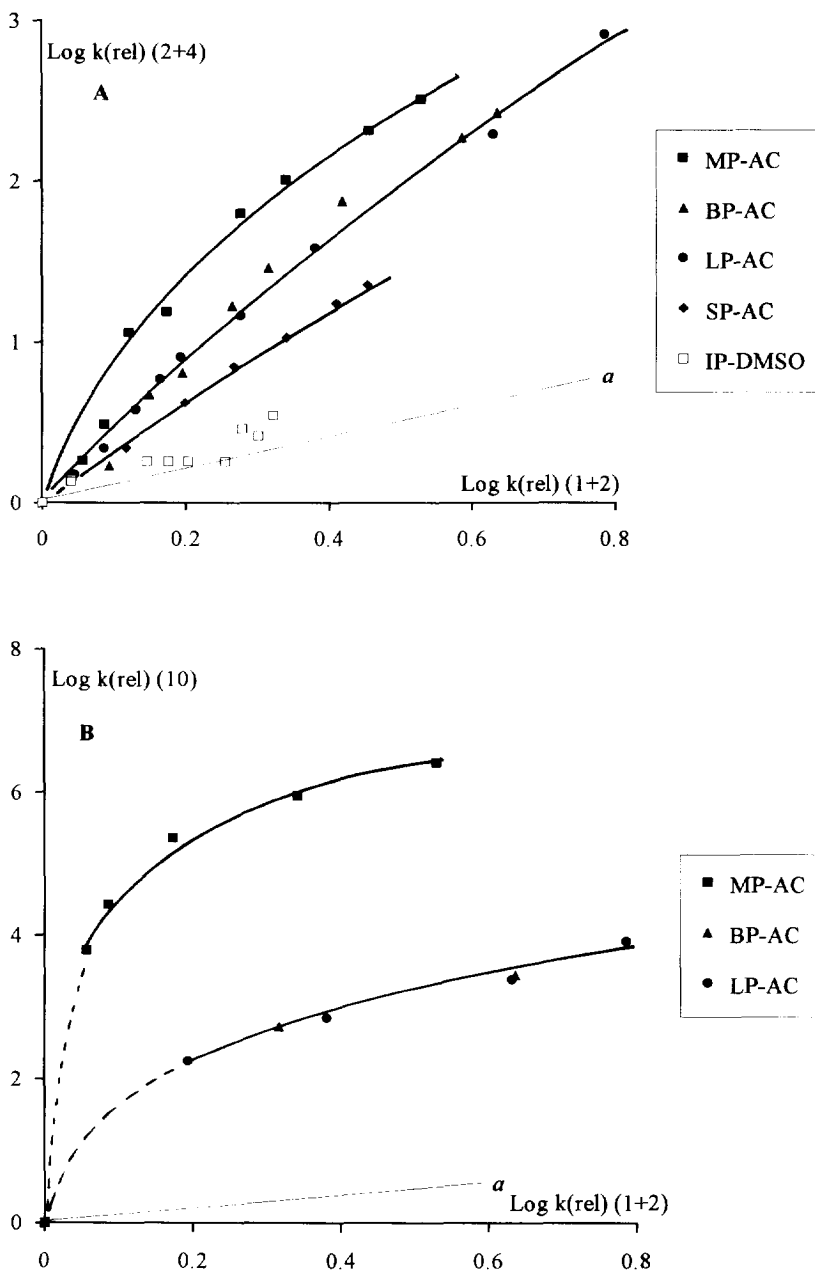 3
Log k(rel) (2+4)
A
2
1
0
a
Log k(rel) (1+2)
0
0.2
0.4
0.6
0.8
MP-AC
BP-AC
LP-AC
SP-AC
IP-DMSO
8
Log k(rel) (10)
B
6
4
2
0
a
Log k(rel) (1+2)
0
0.2
0.4
0.6
0.8
MP-AC
BP-AC
LP-AC